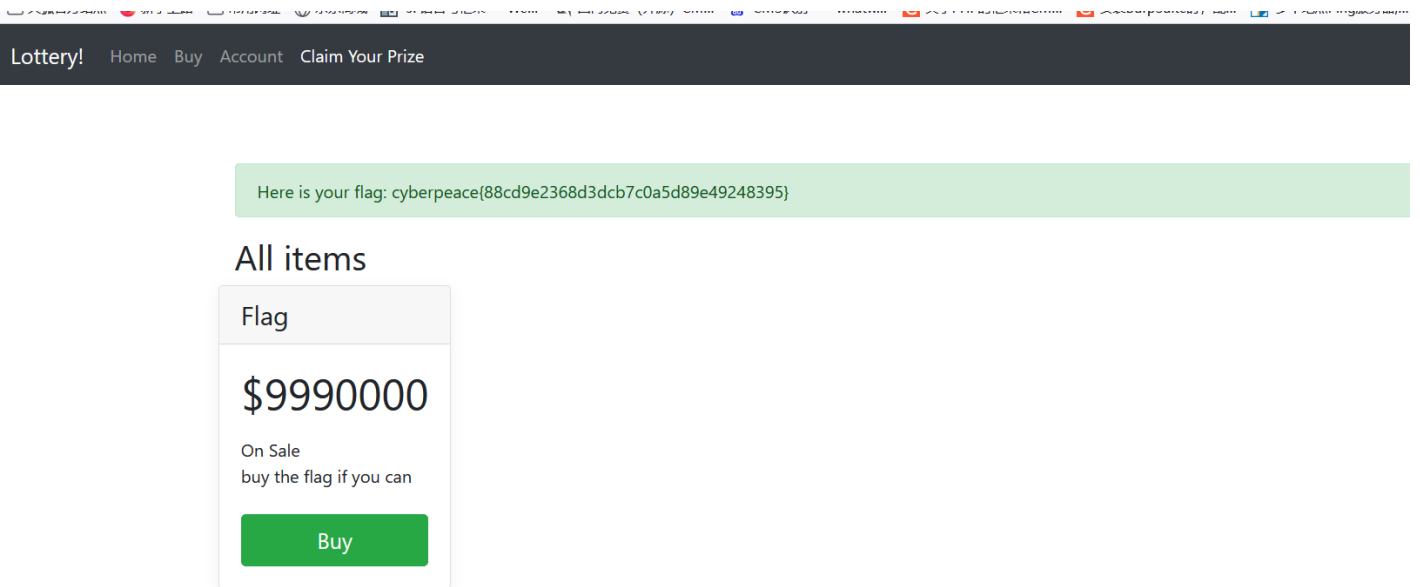 Lottery! Home Buy Account Claim Your Prize
Here is your flag: cyberpeace{88cd9e2368d3dcb7c0a5d89e49248395}
All items
Flag
$9990000
On Sale
buy the flag if you can
Buy